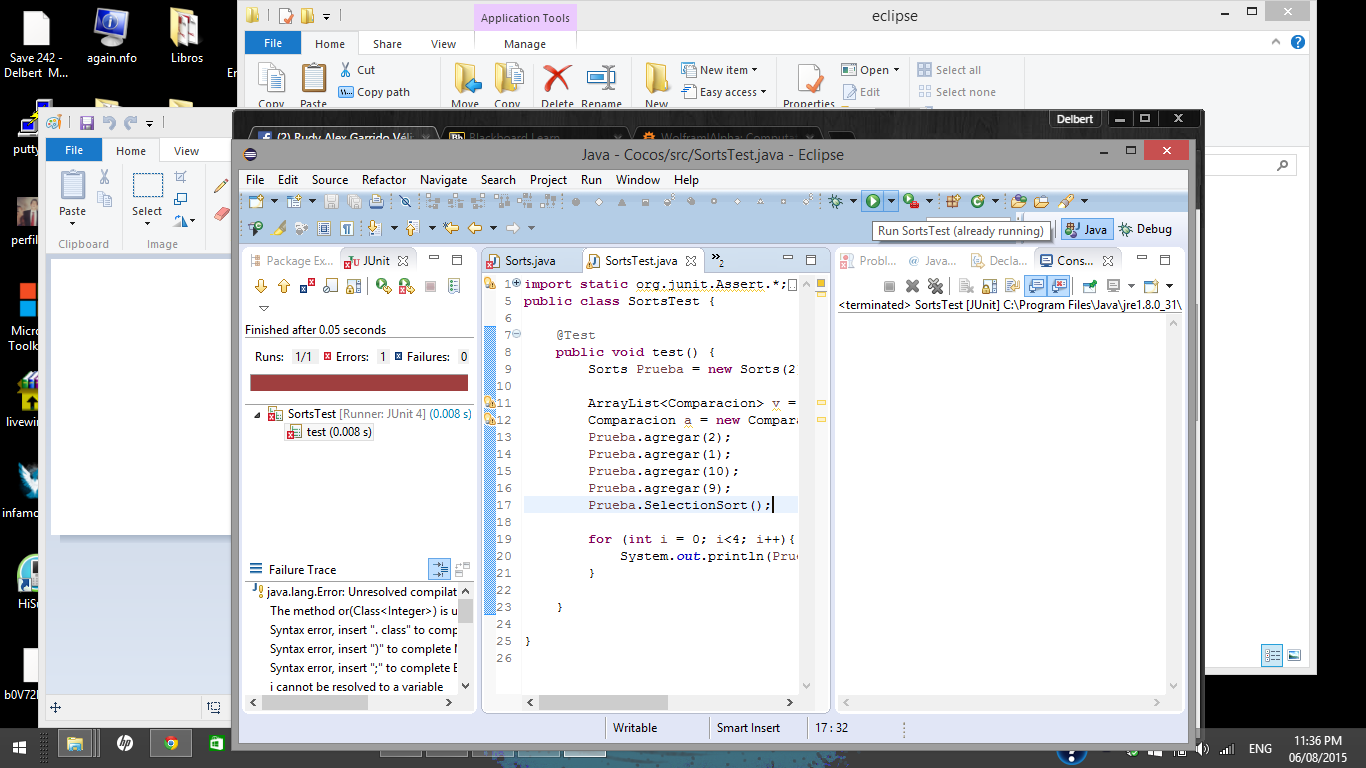 Save 242 -
Delbert M...
again.nfo
Libros
putty
perfil
Micro
Toolk
livewir
infamo
HiSu
Application Tools
eclipse
File
Home
Share
View
Manage
Copy
Paste
Cut
Copy path
Move
Copy
Delete
Rename
New
New item
Easy access
Properties
Open
Edit
Select all
Select none
File
Home
View
Paste
Select
Clipboard
Image
(2) Rudy Alex Garrido Véli
Blackboard Learn
Delbert
Java - Cocos/src/SortsTest.java - Eclipse
File Edit Source Refactor Navigate Search Project Run Window Help
Run SortsTest (already running)
Java
Debug
Package Ex...
JUnit
Finished after 0.05 seconds
Runs: 1/1
Errors: 1
Failures: 0
SortsTest [Runner: JUnit 4] (0.008 s)
test (0.008 s)
Failure Trace
java.lang.Error: Unresolved compilat
The method or(Class<Integer>) is u
Syntax error, insert ". class" to comp
Syntax error, insert ")" to complete
Syntax error, insert ";" to complete
i cannot be resolved to a variable
Sorts.java
SortsTest.java
»2
1 import static org.junit.Assert.*;
5 public class SortsTest {
6
7 @Test
8 public void test() {
9 Sorts Prueba = new Sorts(2
10
11 ArrayList<Comparacion> v =
12 Comparacion a = new Compara
13 Prueba.agregar(2);
14 Prueba.agregar(1);
15 Prueba.agregar(10);
16 Prueba.agregar(9);
17 Prueba.SelectionSort();
18
19 for (int i = 0; i<4; i++){
20 System.out.println(Prue
21 }
22
23 }
24
25 }
26
Probl...
Java...
Decla...
Cons...
<terminated> SortsTest [JUnit] C:\Program Files\Java\jre1.8.0_31\
Writable
Smart Insert
17 : 32
ENG
11:36 PM
06/08/2015